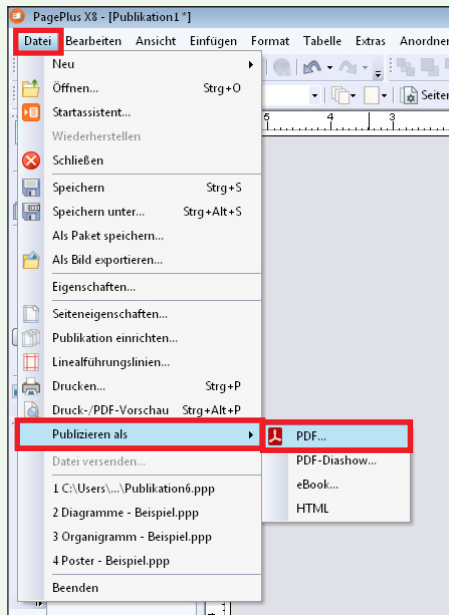 PagePlus X8 - [Publikation1 *]
Datei Bearbeiten Ansicht Einfügen Format Tabelle Extras Anordnen
Neu
Öffnen... Strg+O
Startassistent...
Wiederherstellen
Schließen
Speichern Strg+S
Speichern unter... Strg+Alt+S
Als Paket speichern...
Als Bild exportieren...
Eigenschaften...
Seiteneigenschaften...
Publikation einrichten...
Linealführungslinien...
Drucken... Strg+P
Druck-/PDF-Vorschau Strg+Alt+P
Publizieren als
Datei versenden...
1 C:\Users\...\Publikation6.ppp
2 Diagramme - Beispiel.ppp
3 Organigramm - Beispiel.ppp
4 Poster - Beispiel.ppp
Beenden
PDF...
PDF-Diashow...
eBook...
HTML
Seiten
5 4 3